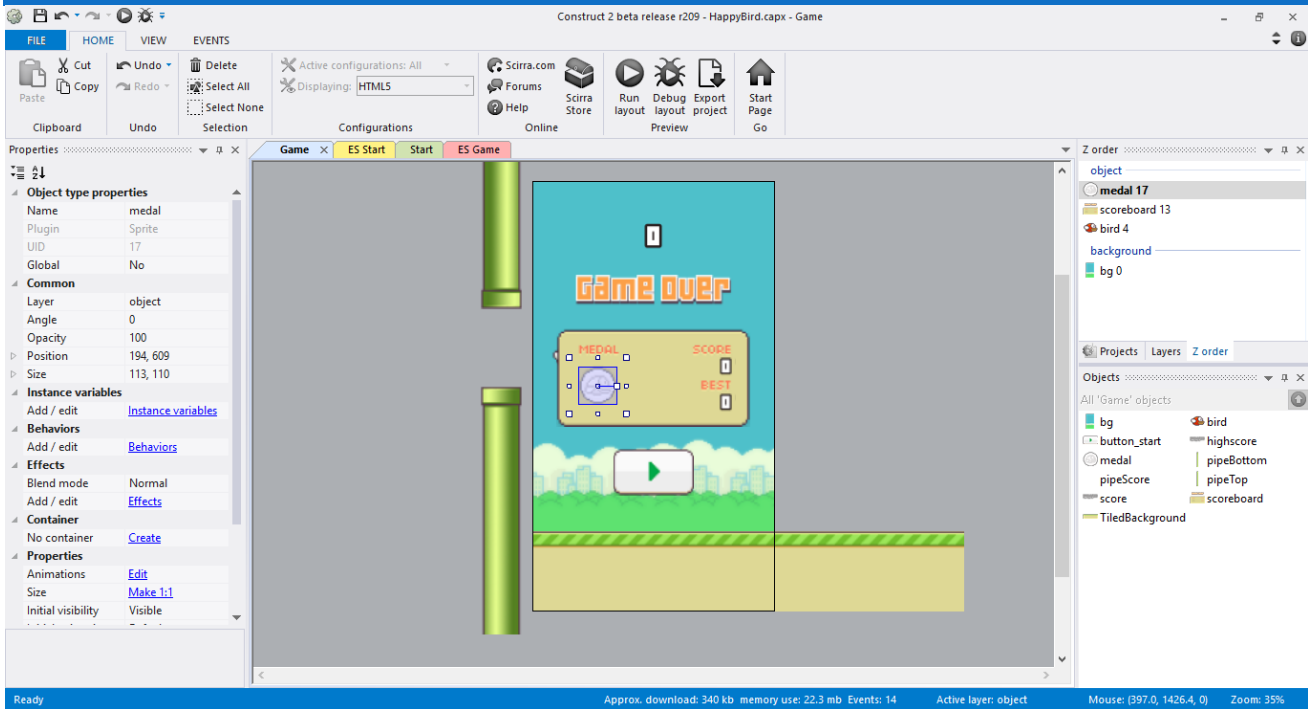 Construct 2 beta release r209 - HappyBird.capx - Game
FILE HOME VIEW EVENTS
Paste Cut Copy
Clipboard
Undo Redo
Undo
Delete
Select All
Select None
Selection
Active configurations: All
Displaying: HTML5
Configurations
Scirra.com
Forums
Help
Scirra Store
Online
Run layout Debug layout Export project
Preview
Start Page
Go
Properties
Object type properties
Name medal
Plugin Sprite
UID 17
Global No
Common
Layer object
Angle 0
Opacity 100
Position 194, 609
Size 113, 110
Instance variables
Add / edit Instance variables
Behaviors
Add / edit Behaviors
Effects
Blend mode Normal
Add / edit Effects
Container
No container Create
Properties
Animations Edit
Size Make 1:1
Initial visibility Visible
Game ES Start Start ES Game
Game Over
MEDAL SCORE
BEST
Z order
object
medal 17
scoreboard 13
bird 4
background
bg 0
Projects Layers Z order
Objects
All 'Game' objects
bg bird
button_start highscore
medal pipeBottom
pipeScore pipeTop
score scoreboard
TiledBackground
Ready Approx. download: 340 kb memory use: 22.3 mb Events: 14 Active layer: object Mouse: (397.0, 1426.4, 0) Zoom: 35%